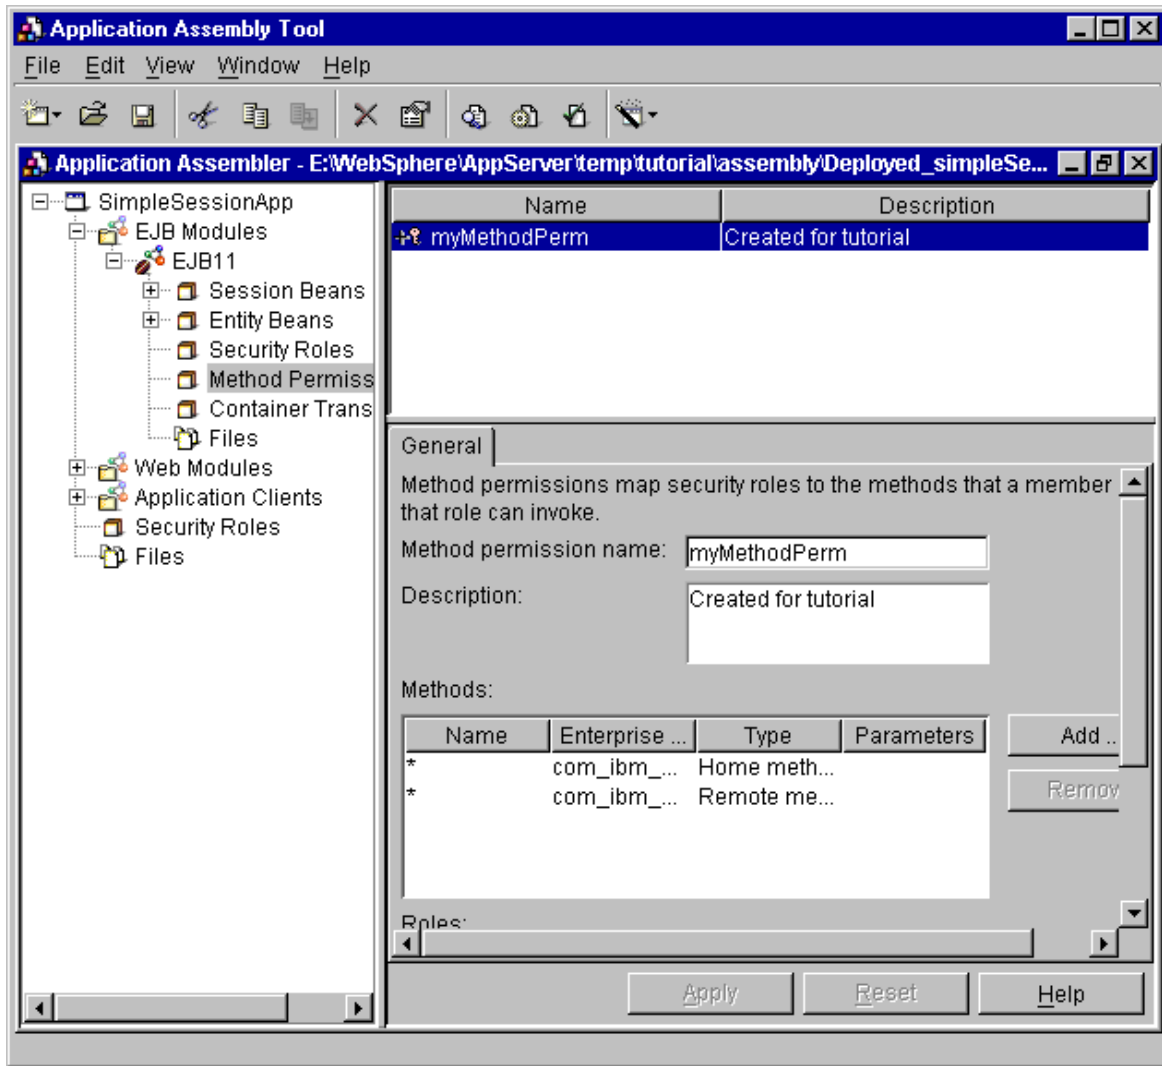 Application Assembly Tool
File Edit View Window Help
Application Assembler - E:\WebSphere\AppServer\temp\tutorial\assembly\Deployed_simpleSe...
SimpleSessionApp
EJB Modules
EJB11
Session Beans
Entity Beans
Security Roles
Method Permiss
Container Trans
Files
Web Modules
Application Clients
Security Roles
Files
Name Description
myMethodPerm Created for tutorial
General
Method permissions map security roles to the methods that a member
that role can invoke.
Method permission name: myMethodPerm
Description: Created for tutorial
Methods:
Name Enterprise ... Type Parameters
* com_ibm_... Home meth...
* com_ibm_... Remote me...
Add ..
Remov
Roles:
Apply Reset Help